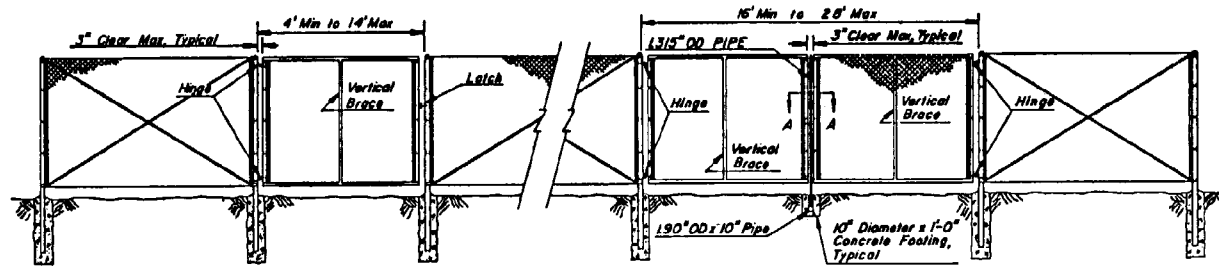 4' Min to 14' Max
16' Min to 28' Max
3" Clear Max, Typical
1.315" OD PIPE
3" Clear Max, Typical
Hinge
Vertical
Brace
Latch
Hinge
Vertical
Brace
A
A
Vertical
Brace
Hinge
1.90" OD x 10" Pipe
10" Diameter x 1'-0"
Concrete Footing,
Typical